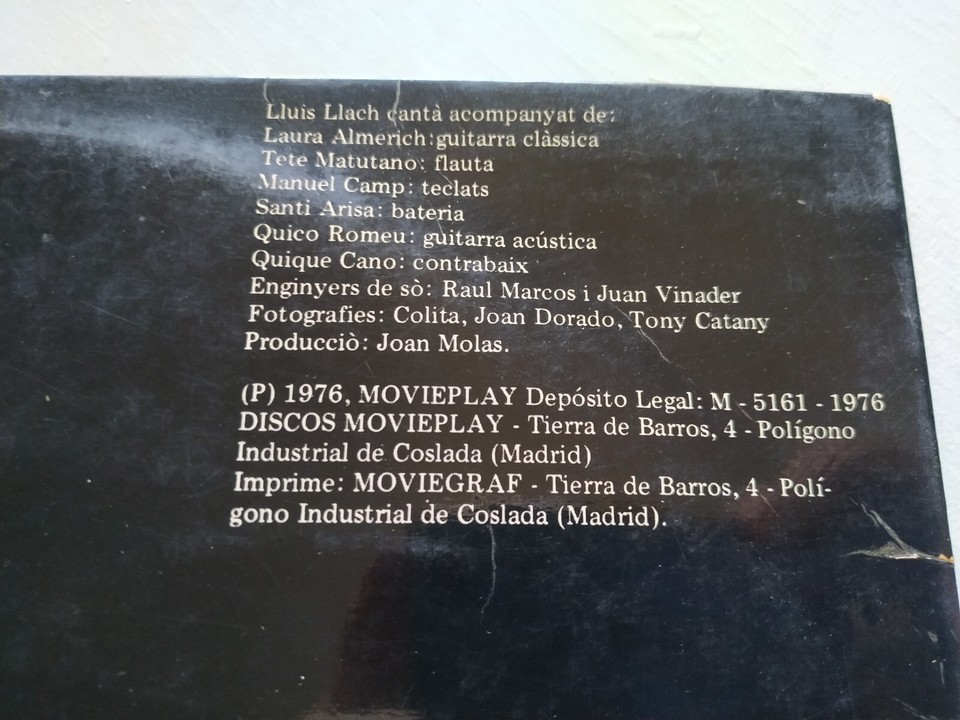 Lluis Llach cantà acompanyat de:
Laura Almerich: guitarra clàssica
Tete Matutano: flauta
Manuel Camp: teclats
Santi Arisa: bateria
Quico Romeu: guitarra acústica
Quique Cano: contrabaix
Enginyers de sò: Raul Marcos i Juan Vinader
Fotografies: Colita, Joan Dorado, Tony Catany
Producciò: Joan Molas.
(P) 1976, MOVIEPLAY Depósito Legal: M - 5161 - 1976
DISCOS MOVIEPLAY - Tierra de Barros, 4 - Polígono
Industrial de Coslada (Madrid)
Imprime: MOVIEGRAF - Tierra de Barros, 4 - Polí-
gono Industrial de Coslada (Madrid).